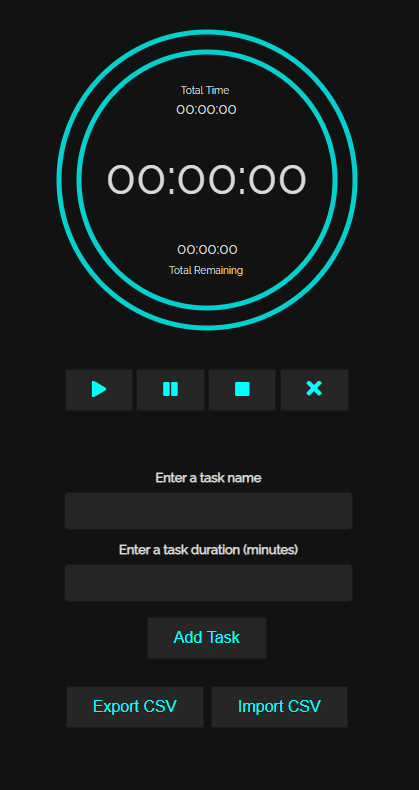 Total Time
00:00:00
00:00:00
00:00:00
Total Remaining
Enter a task name
Enter a task duration (minutes)
Add Task
Export CSV Import CSV